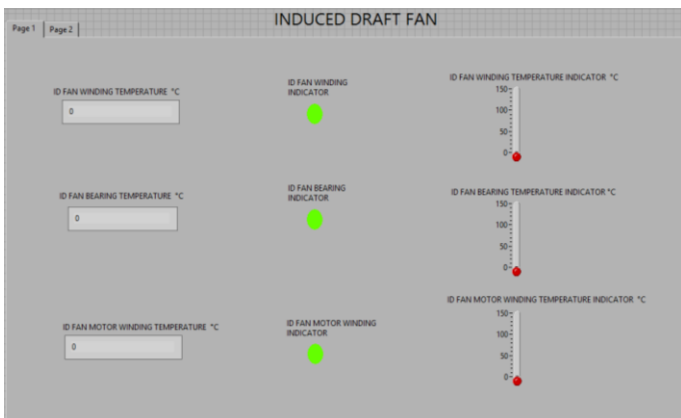 INDUCED DRAFT FAN
Page 1 Page 2
ID FAN WINDING TEMPERATURE °C
0
ID FAN WINDING
INDICATOR
ID FAN WINDING TEMPERATURE INDICATOR °C
150
100
50
0
ID FAN BEARING TEMPERATURE °C
0
ID FAN BEARING
INDICATOR
ID FAN BEARING TEMPERATURE INDICATOR °C
150
100
50
0
ID FAN MOTOR WINDING TEMPERATURE °C
0
ID FAN MOTOR WINDING
INDICATOR
ID FAN MOTOR WINDING TEMPERATURE INDICATOR °C
150
100
50
0